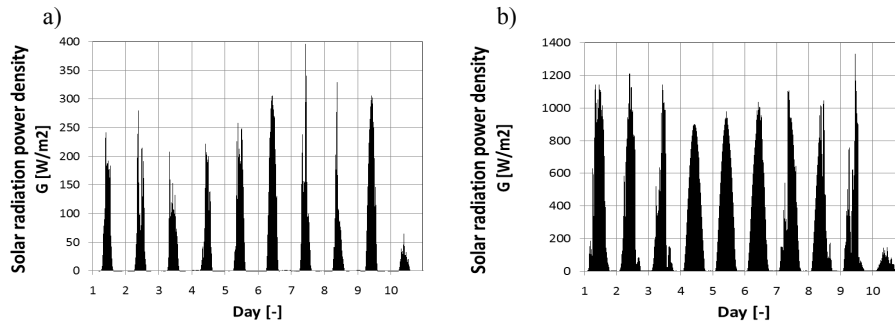 a)
Solar radiation power density
G [W/m2]
400
350
300
250
200
150
100
50
0
1 2 3 4 5 6 7 8 9 10
Day [-]
b)
Solar radiation power density
G [W/m2]
1400
1200
1000
800
600
400
200
0
1 2 3 4 5 6 7 8 9 10
Day [-]